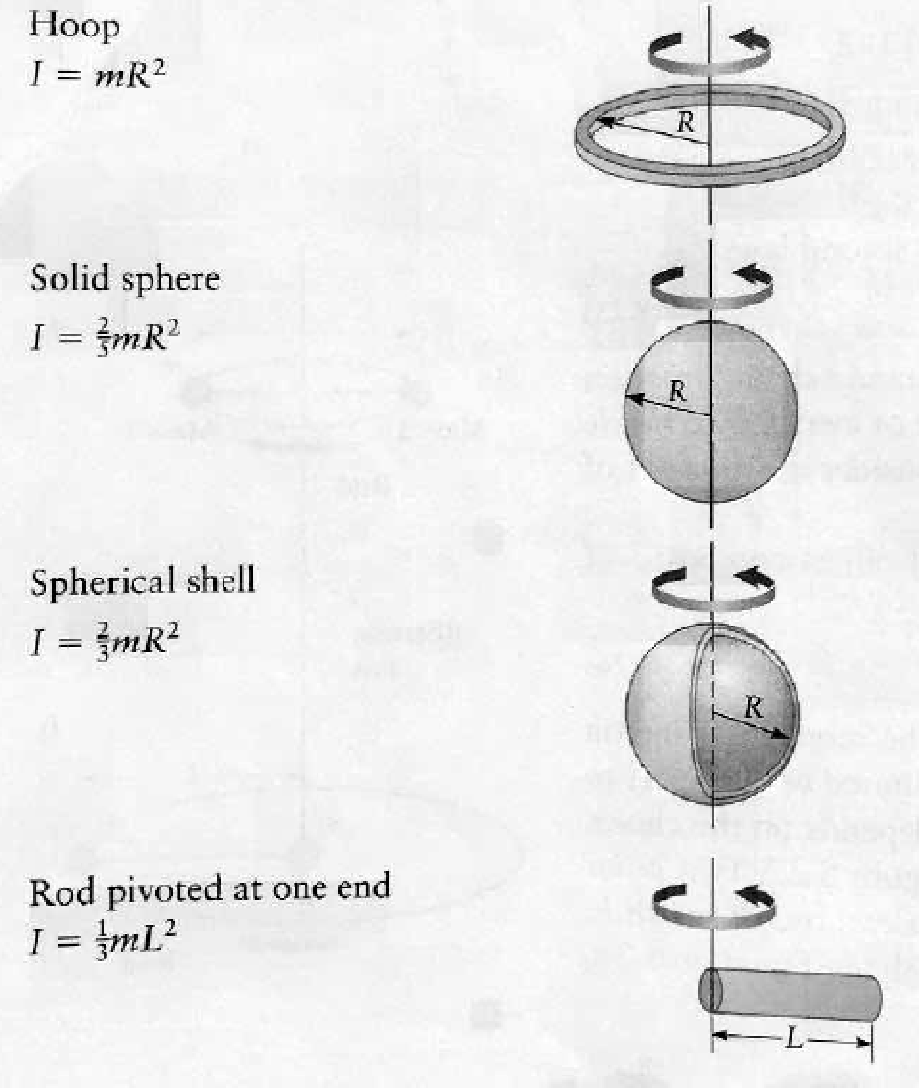 Hoop
I = mR²
R
Solid sphere
I = ⅖mR²
R
Spherical shell
I = ⅔mR²
R
Rod pivoted at one end
I = ⅓mL²
L